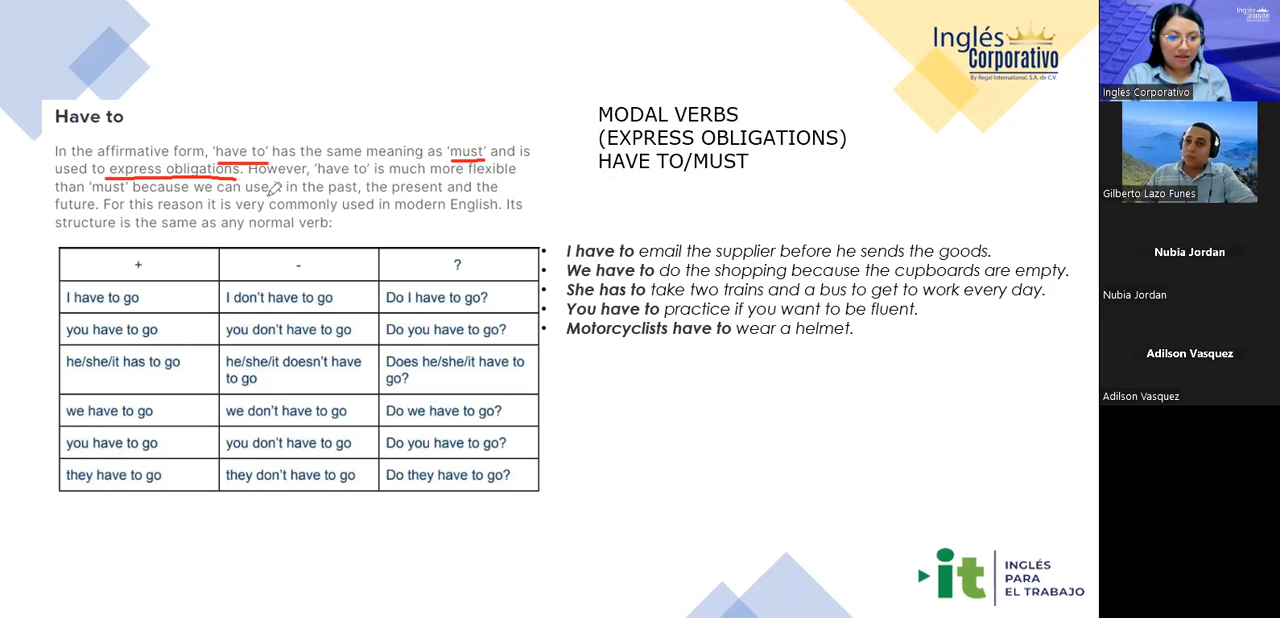 Inglés
Corporativo
By Regal International, S.A. de C.V.
Have to
In the affirmative form, 'have to' has the same meaning as 'must' and is
used to express obligations. However, 'have to' is much more flexible
than 'must' because we can use it in the past, the present and the
future. For this reason it is very commonly used in modern English. Its
structure is the same as any normal verb:
+ - ?
I have to go I don't have to go Do I have to go?
you have to go you don't have to go Do you have to go?
he/she/it has to go he/she/it doesn't have to go Does he/she/it have to go?
we have to go we don't have to go Do we have to go?
you have to go you don't have to go Do you have to go?
they have to go they don't have to go Do they have to go?
MODAL VERBS
(EXPRESS OBLIGATIONS)
HAVE TO/MUST
• I have to email the supplier before he sends the goods.
• We have to do the shopping because the cupboards are empty.
• She has to take two trains and a bus to get to work every day.
• You have to practice if you want to be fluent.
• Motorcyclists have to wear a helmet.
it
INGLÉS
PARA
EL TRABAJO
Inglés Corporativo
Gilberto Lazo Funes
Nubia Jordan
Nubia Jordan
Adilson Vasquez
Adilson Vasquez